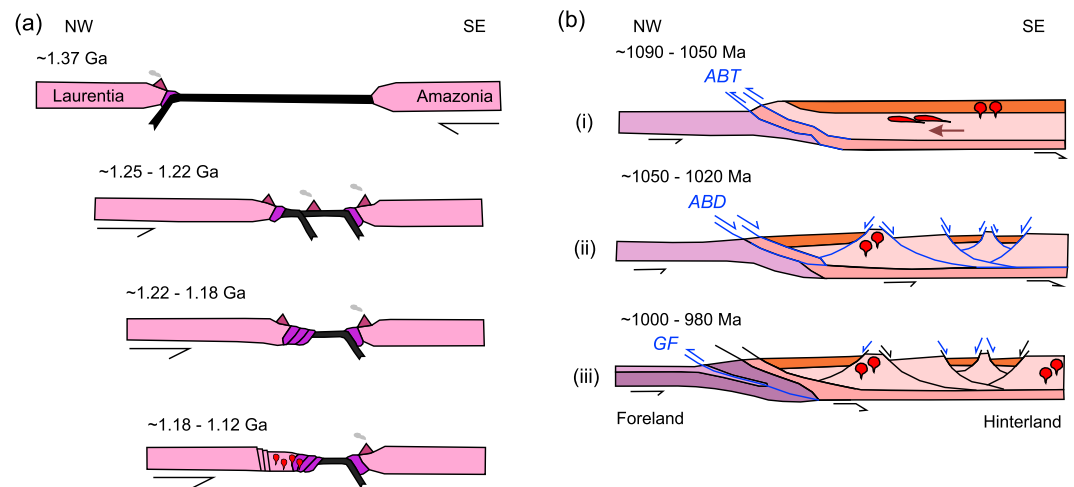 (a)
NW
SE
~1.37 Ga
Laurentia
Amazonia
~1.25 - 1.22 Ga
~1.22 - 1.18 Ga
~1.18 - 1.12 Ga
(b)
NW
SE
~1090 - 1050 Ma
ABT
(i)
~1050 - 1020 Ma
ABD
(ii)
~1000 - 980 Ma
GF
(iii)
Foreland
Hinterland